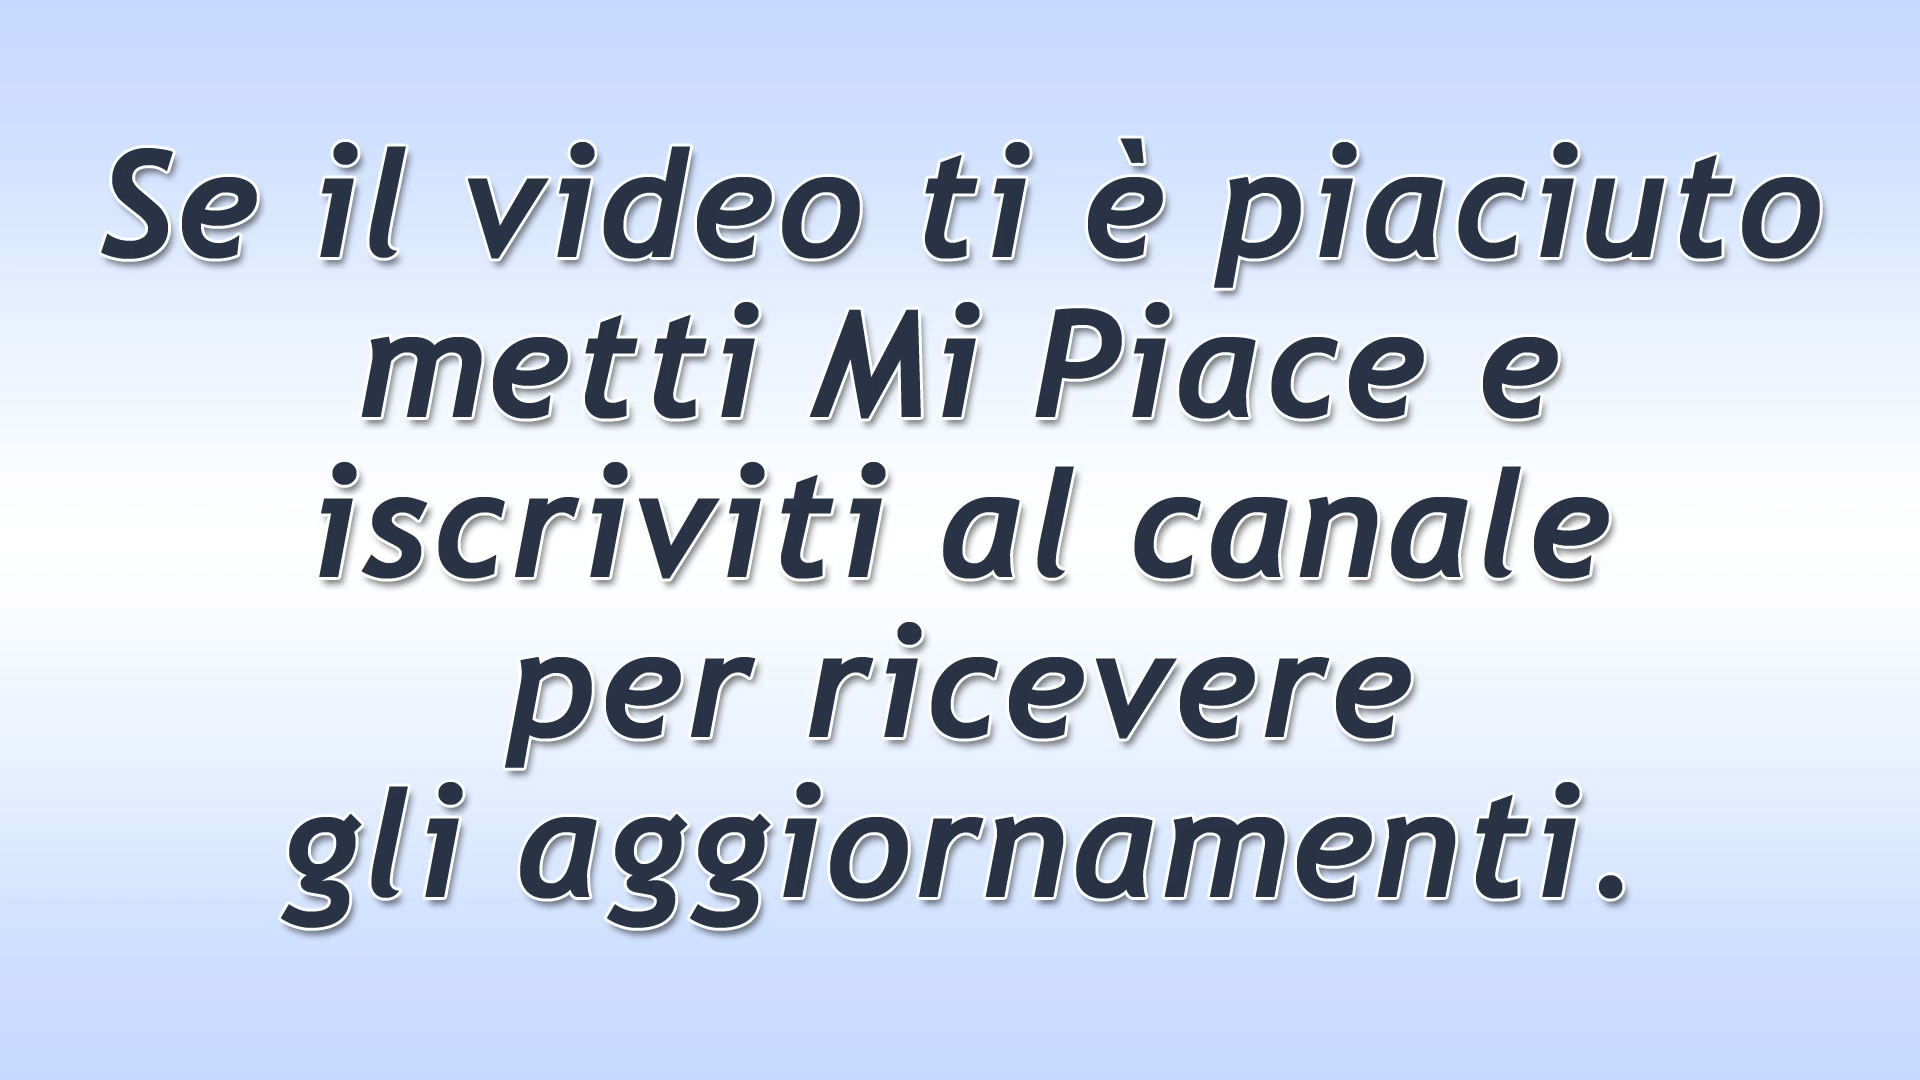 Se il video ti è piaciuto
metti Mi Piace e
iscriviti al canale
per ricevere
gli aggiornamenti.